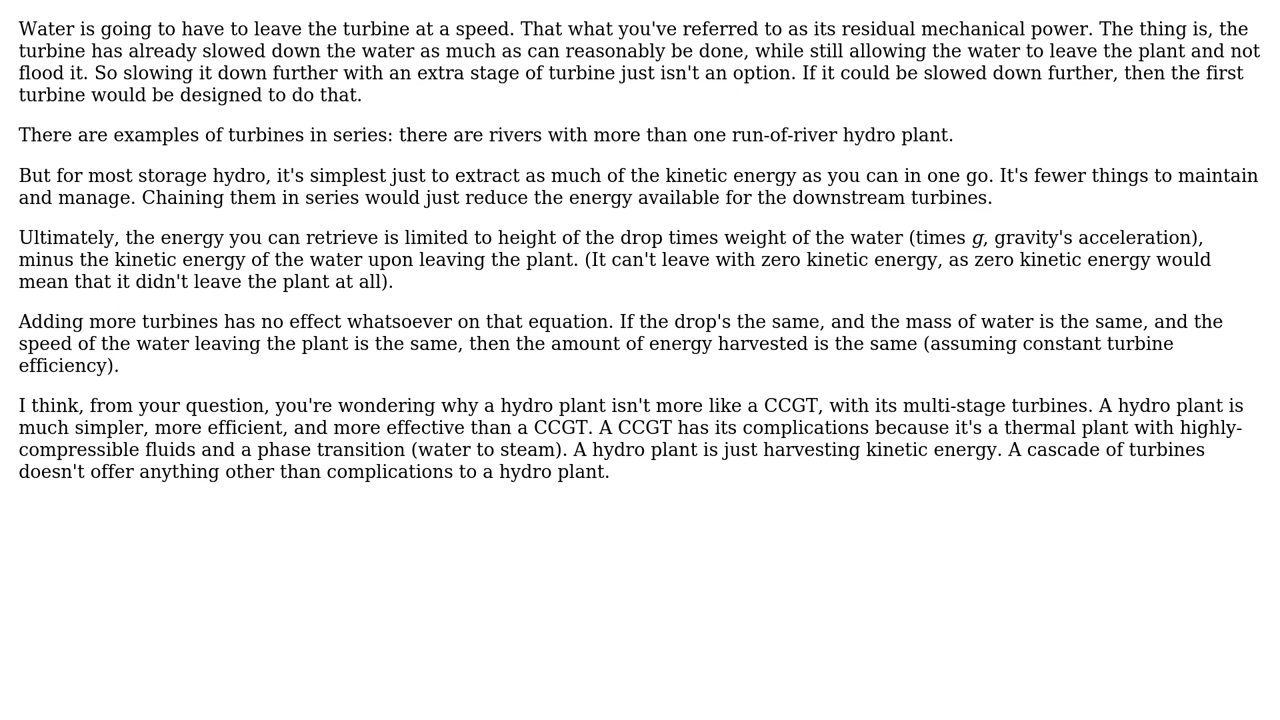 Water is going to have to leave the turbine at a speed. That what you've referred to as its residual mechanical power. The thing is, the
turbine has already slowed down the water as much as can reasonably be done, while still allowing the water to leave the plant and not
flood it. So slowing it down further with an extra stage of turbine just isn't an option. If it could be slowed down further, then the first
turbine would be designed to do that.
There are examples of turbines in series: there are rivers with more than one run-of-river hydro plant.
But for most storage hydro, it's simplest just to extract as much of the kinetic energy as you can in one go. It's fewer things to maintain
and manage. Chaining them in series would just reduce the energy available for the downstream turbines.
Ultimately, the energy you can retrieve is limited to height of the drop times weight of the water (times g, gravity's acceleration),
minus the kinetic energy of the water upon leaving the plant. (It can't leave with zero kinetic energy, as zero kinetic energy would
mean that it didn't leave the plant at all).
Adding more turbines has no effect whatsoever on that equation. If the drop's the same, and the mass of water is the same, and the
speed of the water leaving the plant is the same, then the amount of energy harvested is the same (assuming constant turbine
efficiency).
I think, from your question, you're wondering why a hydro plant isn't more like a CCGT, with its multi-stage turbines. A hydro plant is
much simpler, more efficient, and more effective than a CCGT. A CCGT has its complications because it's a thermal plant with highly-
compressible fluids and a phase transition (water to steam). A hydro plant is just harvesting kinetic energy. A cascade of turbines
doesn't offer anything other than complications to a hydro plant.